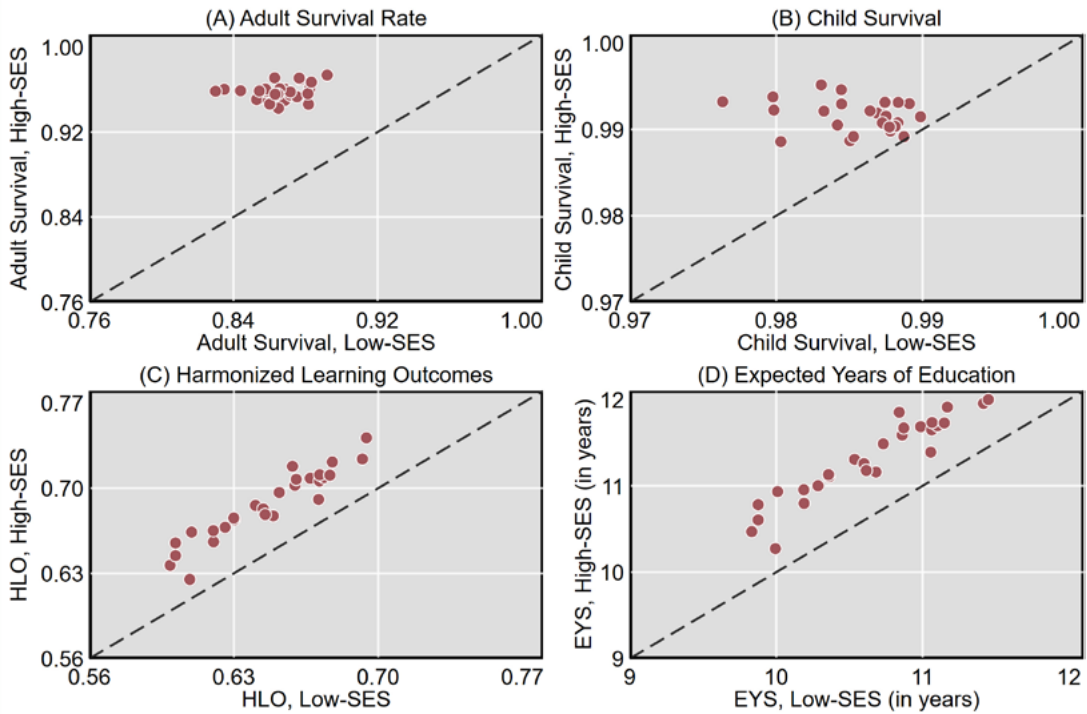 (A) Adult Survival Rate
Adult Survival, High-SES
1.00
0.92
0.84
0.76
0.76 0.84 0.92 1.00
Adult Survival, Low-SES
(B) Child Survival
Child Survival, High-SES
1.00
0.99
0.98
0.97
0.97 0.98 0.99 1.00
Child Survival, Low-SES
(C) Harmonized Learning Outcomes
HLO, High-SES
0.77
0.70
0.63
0.56
0.56 0.63 0.70 0.77
HLO, Low-SES
(D) Expected Years of Education
EYS, High-SES (in years)
12
11
10
9
9 10 11 12
EYS, Low-SES (in years)